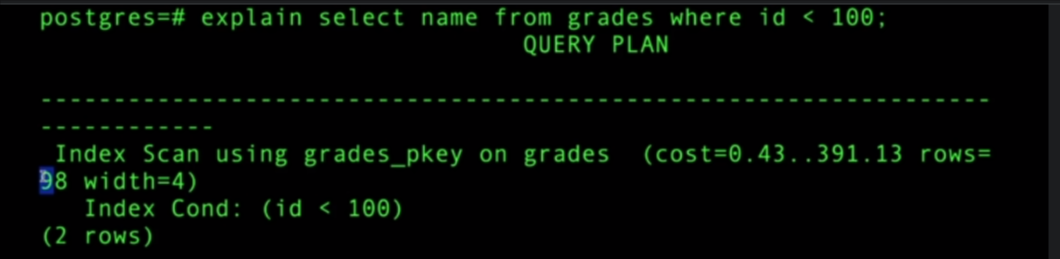 postgres=# explain select name from grades where id < 100;
QUERY PLAN
-----------------------------------------------------------------
------------
Index Scan using grades_pkey on grades  (cost=0.43..391.13 rows=
98 width=4)
Index Cond: (id < 100)
(2 rows)